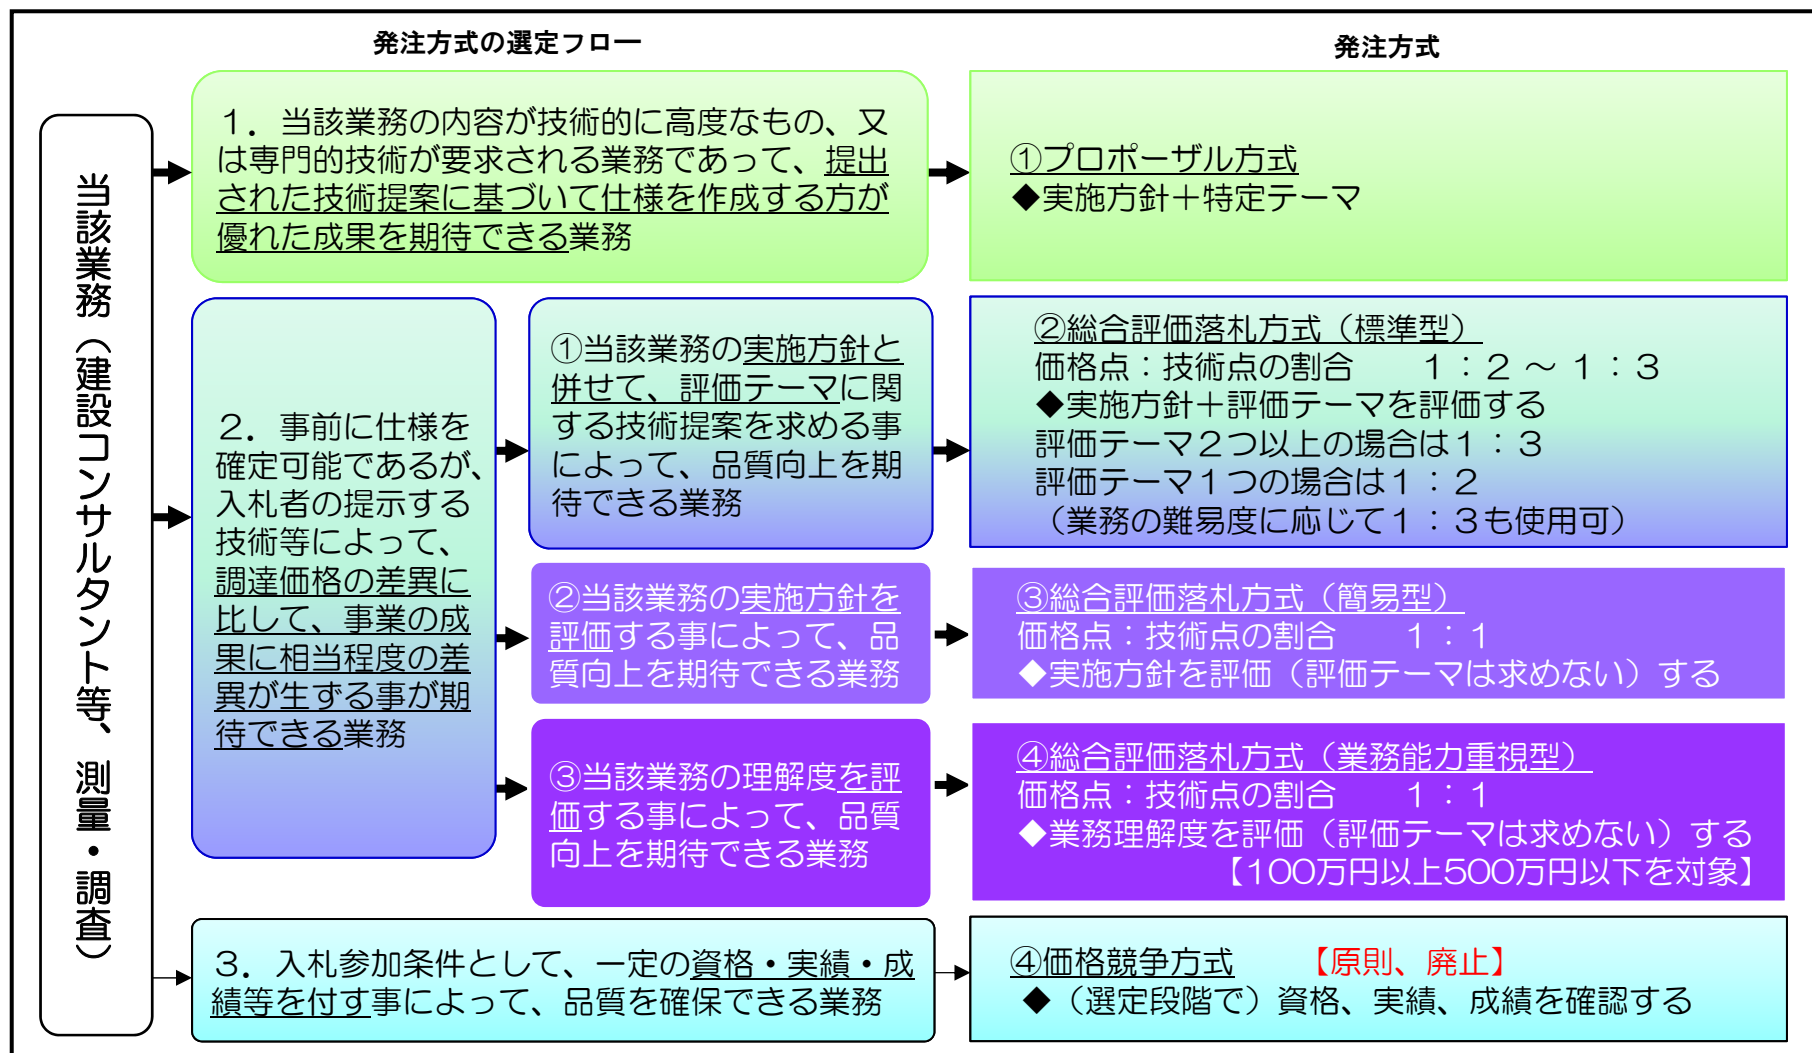 発注方式の選定フロー
発注方式
当該業務（建設コンサルタント等、測量・調査）
１．当該業務の内容が技術的に高度なもの、又
は専門的技術が要求される業務であって、提出
された技術提案に基づいて仕様を作成する方が
優れた成果を期待できる業務
①プロポーザル方式
◆実施方針＋特定テーマ
２．事前に仕様を
確定可能であるが、
入札者の提示する
技術等によって、
調達価格の差異に
比して、事業の成
果に相当程度の差
異が生ずる事が期
待できる業務
①当該業務の実施方針と
併せて、評価テーマに関
する技術提案を求める事
によって、品質向上を期
待できる業務
②総合評価落札方式（標準型）
価格点：技術点の割合　　１：２～１：３
◆実施方針＋評価テーマを評価する
評価テーマ２つ以上の場合は１：３
評価テーマ１つの場合は１：２
（業務の難易度に応じて１：３も使用可）
②当該業務の実施方針を
評価する事によって、品
質向上を期待できる業務
③総合評価落札方式（簡易型）
価格点：技術点の割合　　１：１
◆実施方針を評価（評価テーマは求めない）する
③当該業務の理解度を評
価する事によって、品質
向上を期待できる業務
④総合評価落札方式（業務能力重視型）
価格点：技術点の割合　　１：１
◆業務理解度を評価（評価テーマは求めない）する
【100万円以上500万円以下を対象】
３．入札参加条件として、一定の資格・実績・成
績等を付す事によって、品質を確保できる業務
④価格競争方式　　【原則、廃止】
◆（選定段階で）資格、実績、成績を確認する